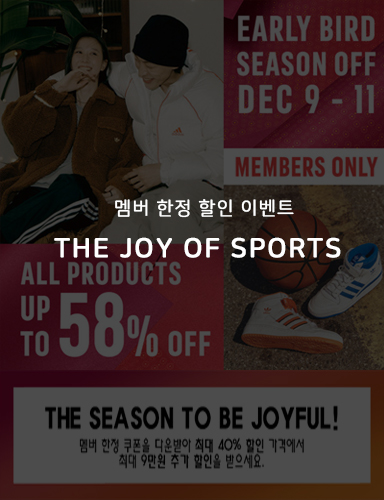 EARLY BIRD
SEASON OFF
DEC 9 - 11
MEMBERS ONLY
멤버 한정 할인 이벤트
THE JOY OF SPORTS
ALL PRODUCTS
UP
TO 58% OFF
THE SEASON TO BE JOYFUL!
멤버 한정 쿠폰을 다운받아 최대 40% 할인 가격에서
최대 9만원 추가 할인을 받으세요.